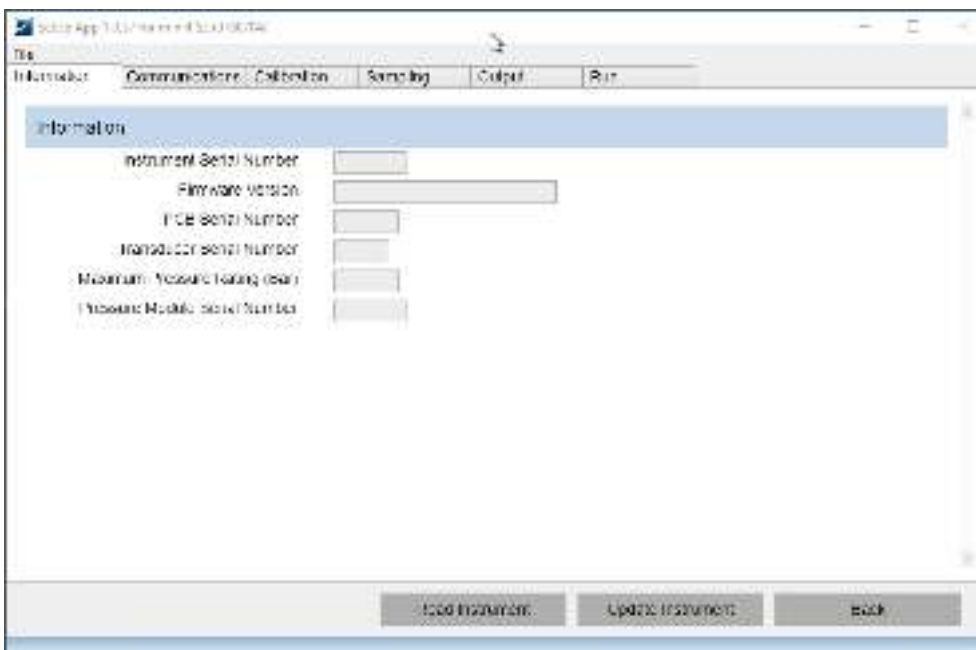 File
Information Communications Calibration Sampling Output Run
Information
Instrument Serial Number
Firmware Version
PCB Serial Number
Transducer Serial Number
Maximum Pressure Rating (Bar)
Pressure Module Serial Number
Read Instrument Update Instrument Back